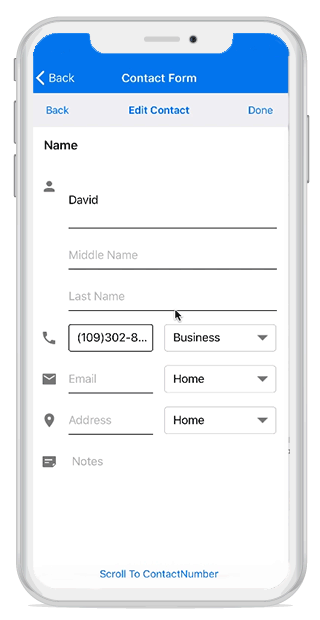 Back Contact Form
Back Edit Contact Done
Name
David
Middle Name
Last Name
(109)302-8... Business
Email Home
Address Home
Notes
Scroll To ContactNumber